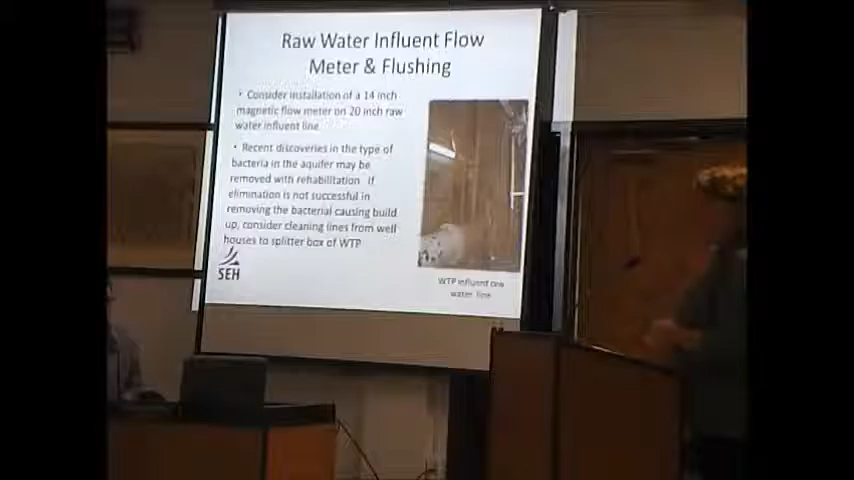 Raw Water Influent Flow
Meter & Flushing
• Consider installation of a 14 inch
magnetic flow meter on 20 inch raw
water influent line
• Recent discoveries in the type of
bacteria in the aquifer may be
removed with rehabilitation If
elimination is not successful in
removing the bacterial causing build
up, consider cleaning lines from well
houses to splitter box of WTP
SEH
WTP influent raw
water line